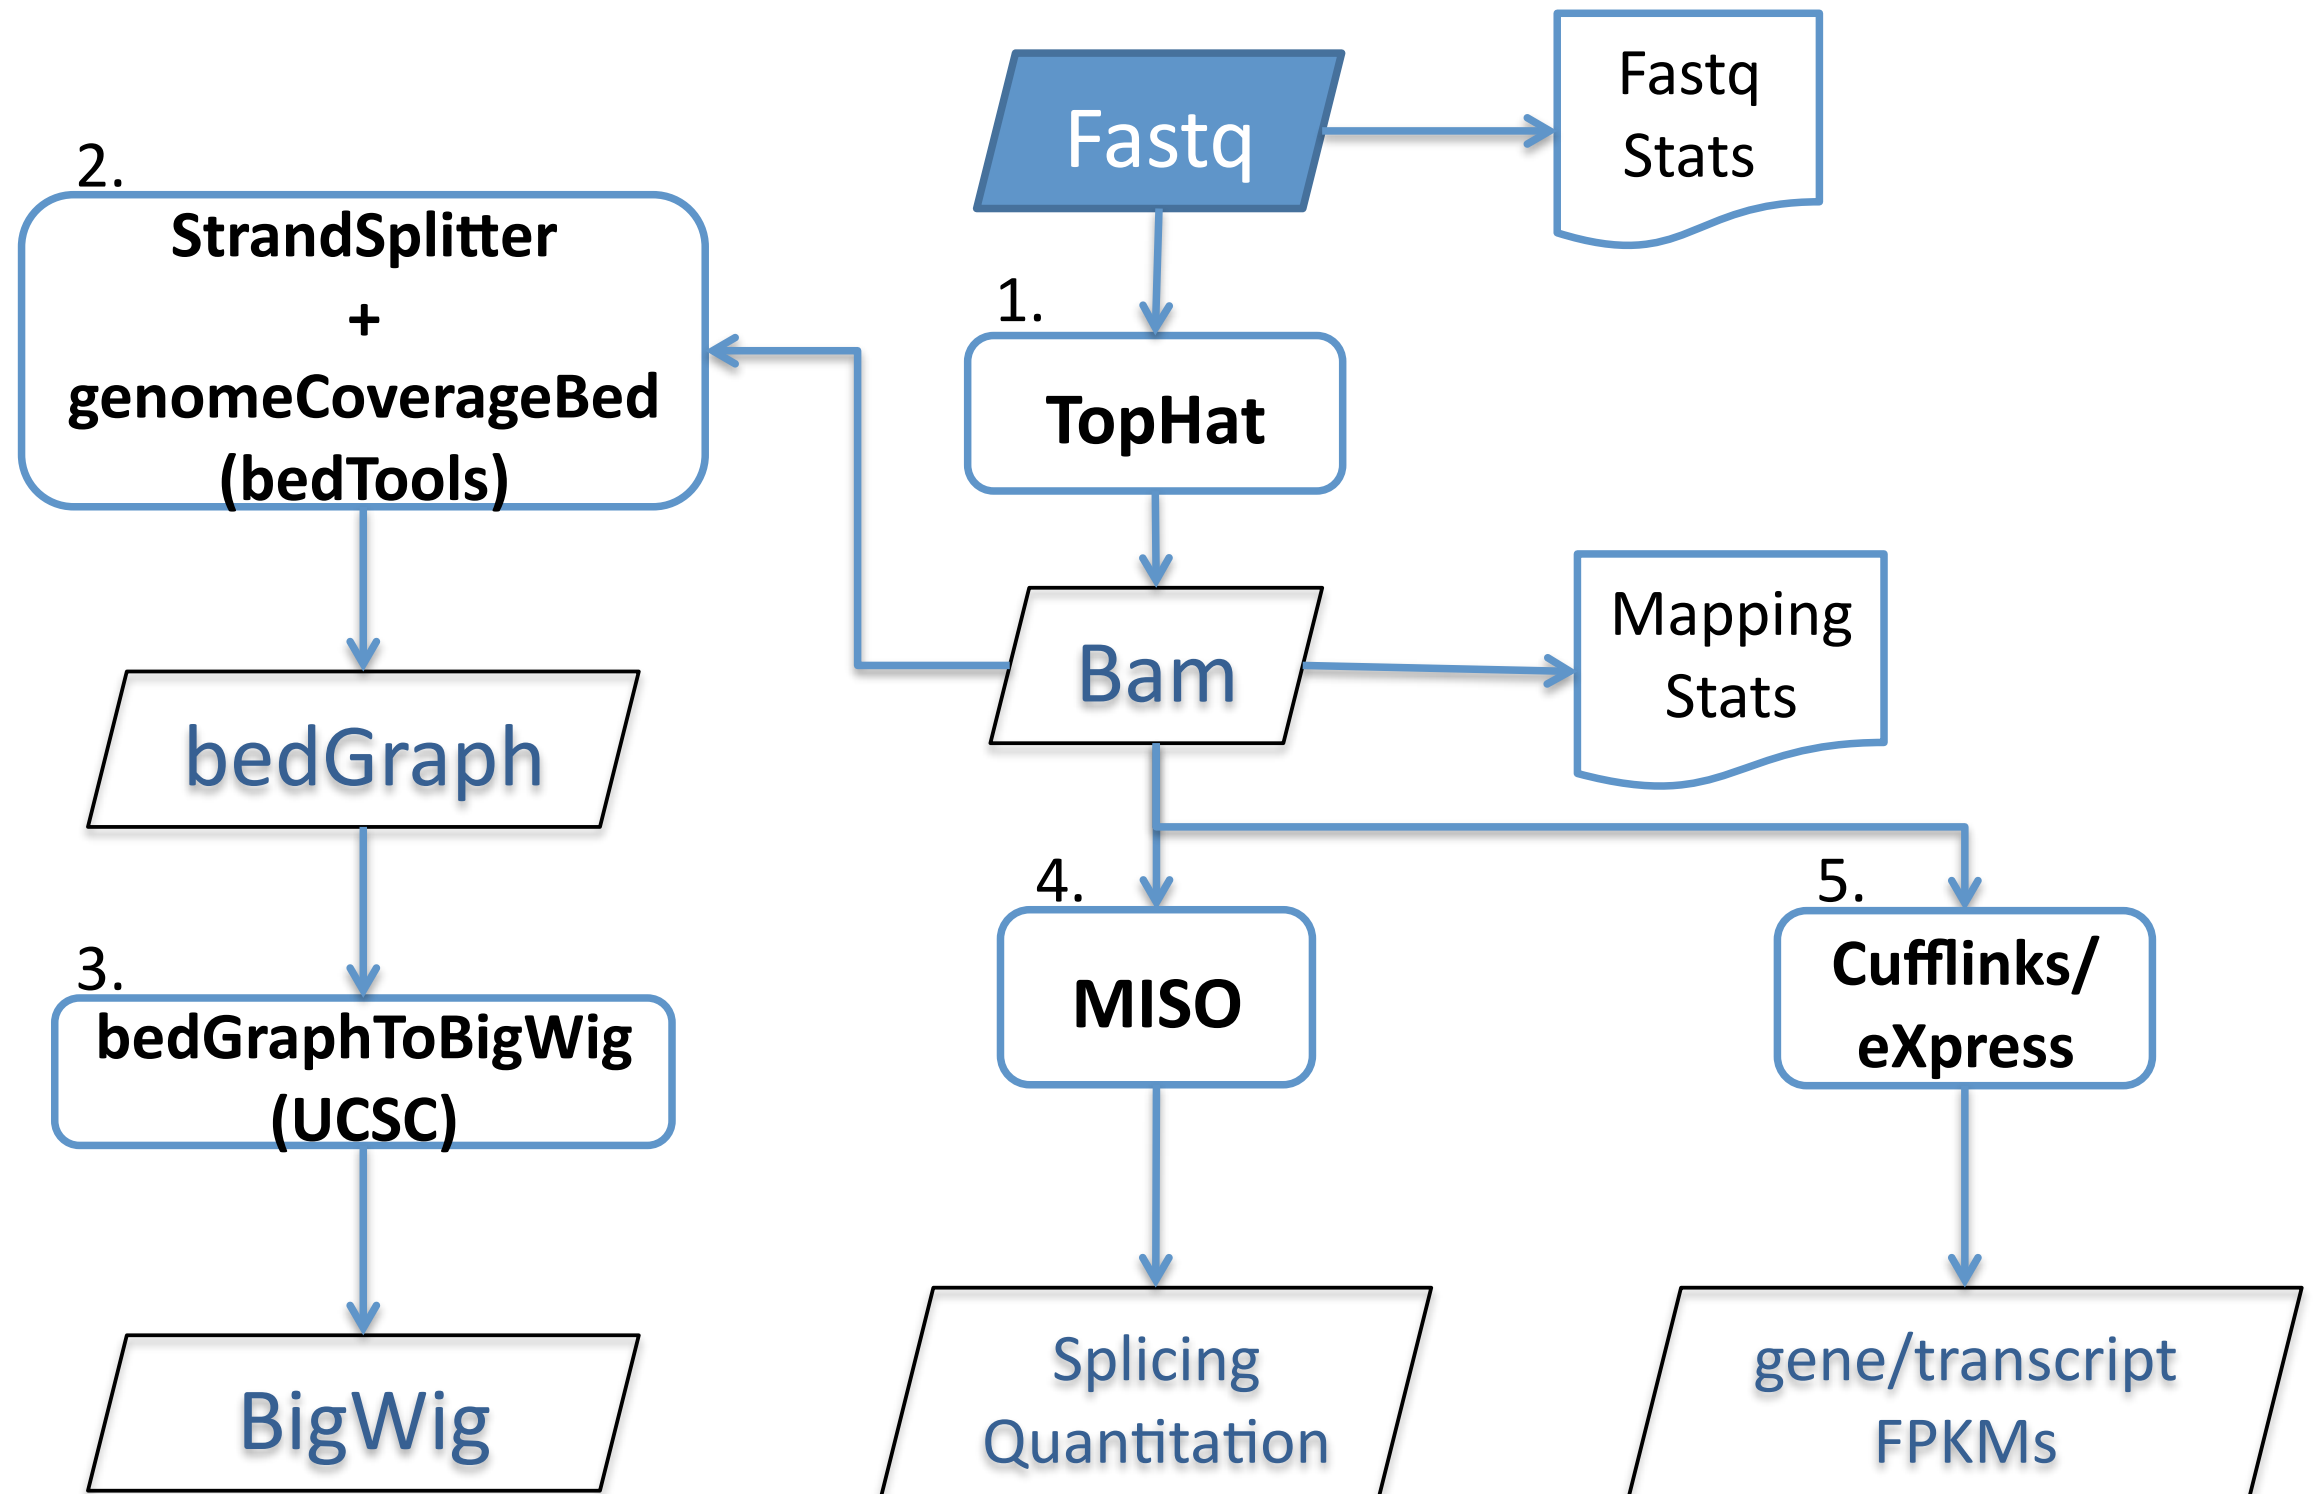 Fastq
Fastq
Stats
2.
StrandSplitter
+
genomeCoverageBed
(bedTools)
1.
TopHat
Bam
Mapping
Stats
bedGraph
3.
bedGraphToBigWig
(UCSC)
4.
MISO
5.
Cufflinks/
eXpress
BigWig
Splicing
Quantitation
gene/transcript
FPKMs